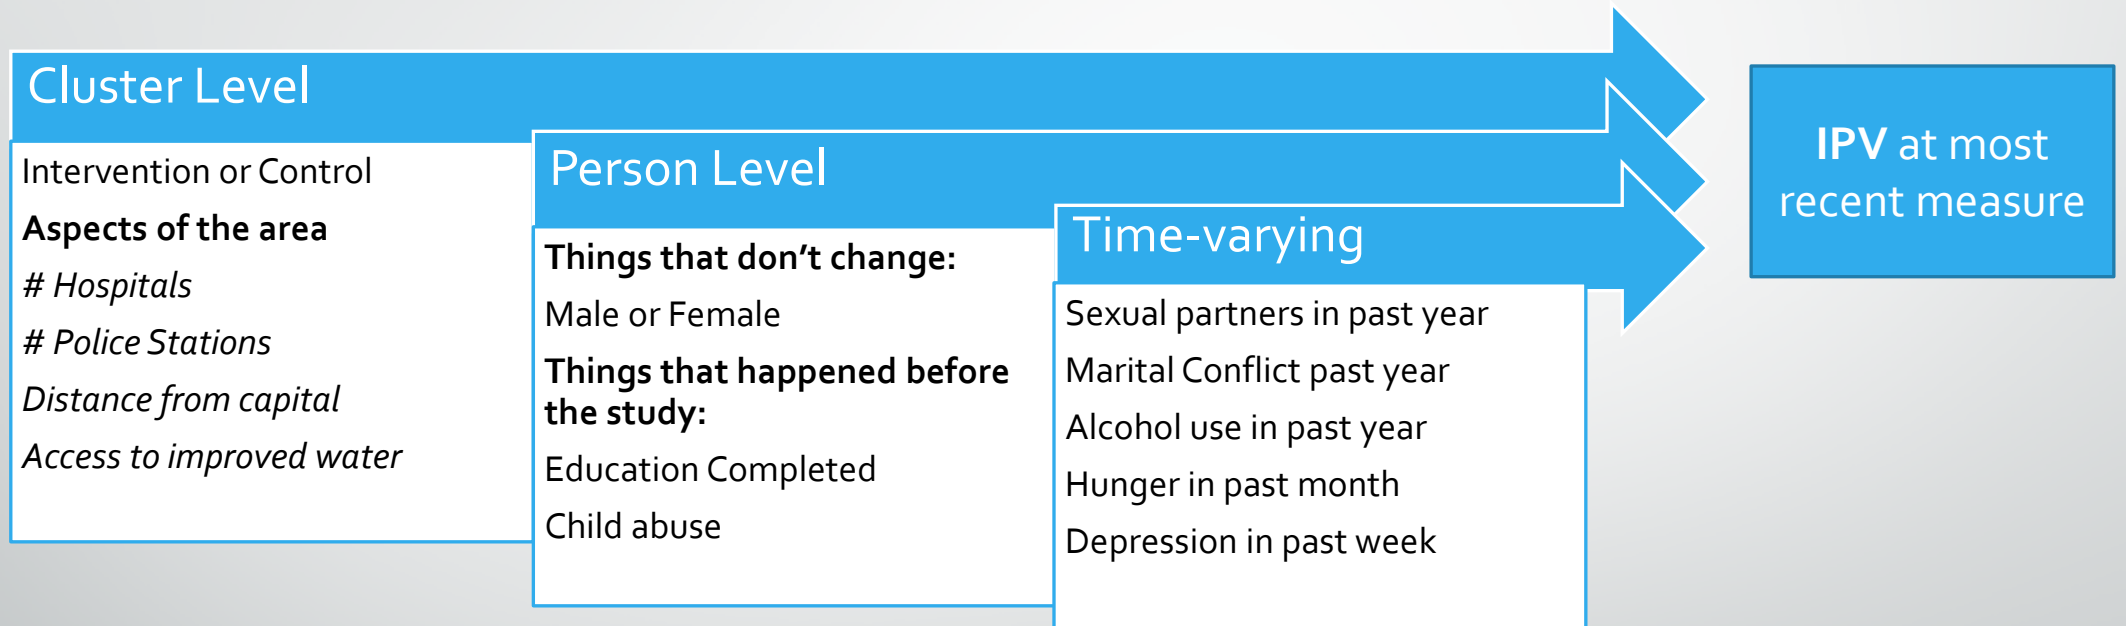 Cluster Level
Intervention or Control
Aspects of the area
# Hospitals
# Police Stations
Distance from capital
Access to improved water
Person Level
Things that don’t change:
Male or Female
Things that happened before
the study:
Education Completed
Child abuse
Time-varying
Sexual partners in past year
Marital Conflict past year
Alcohol use in past year
Hunger in past month
Depression in past week
IPV at most
recent measure